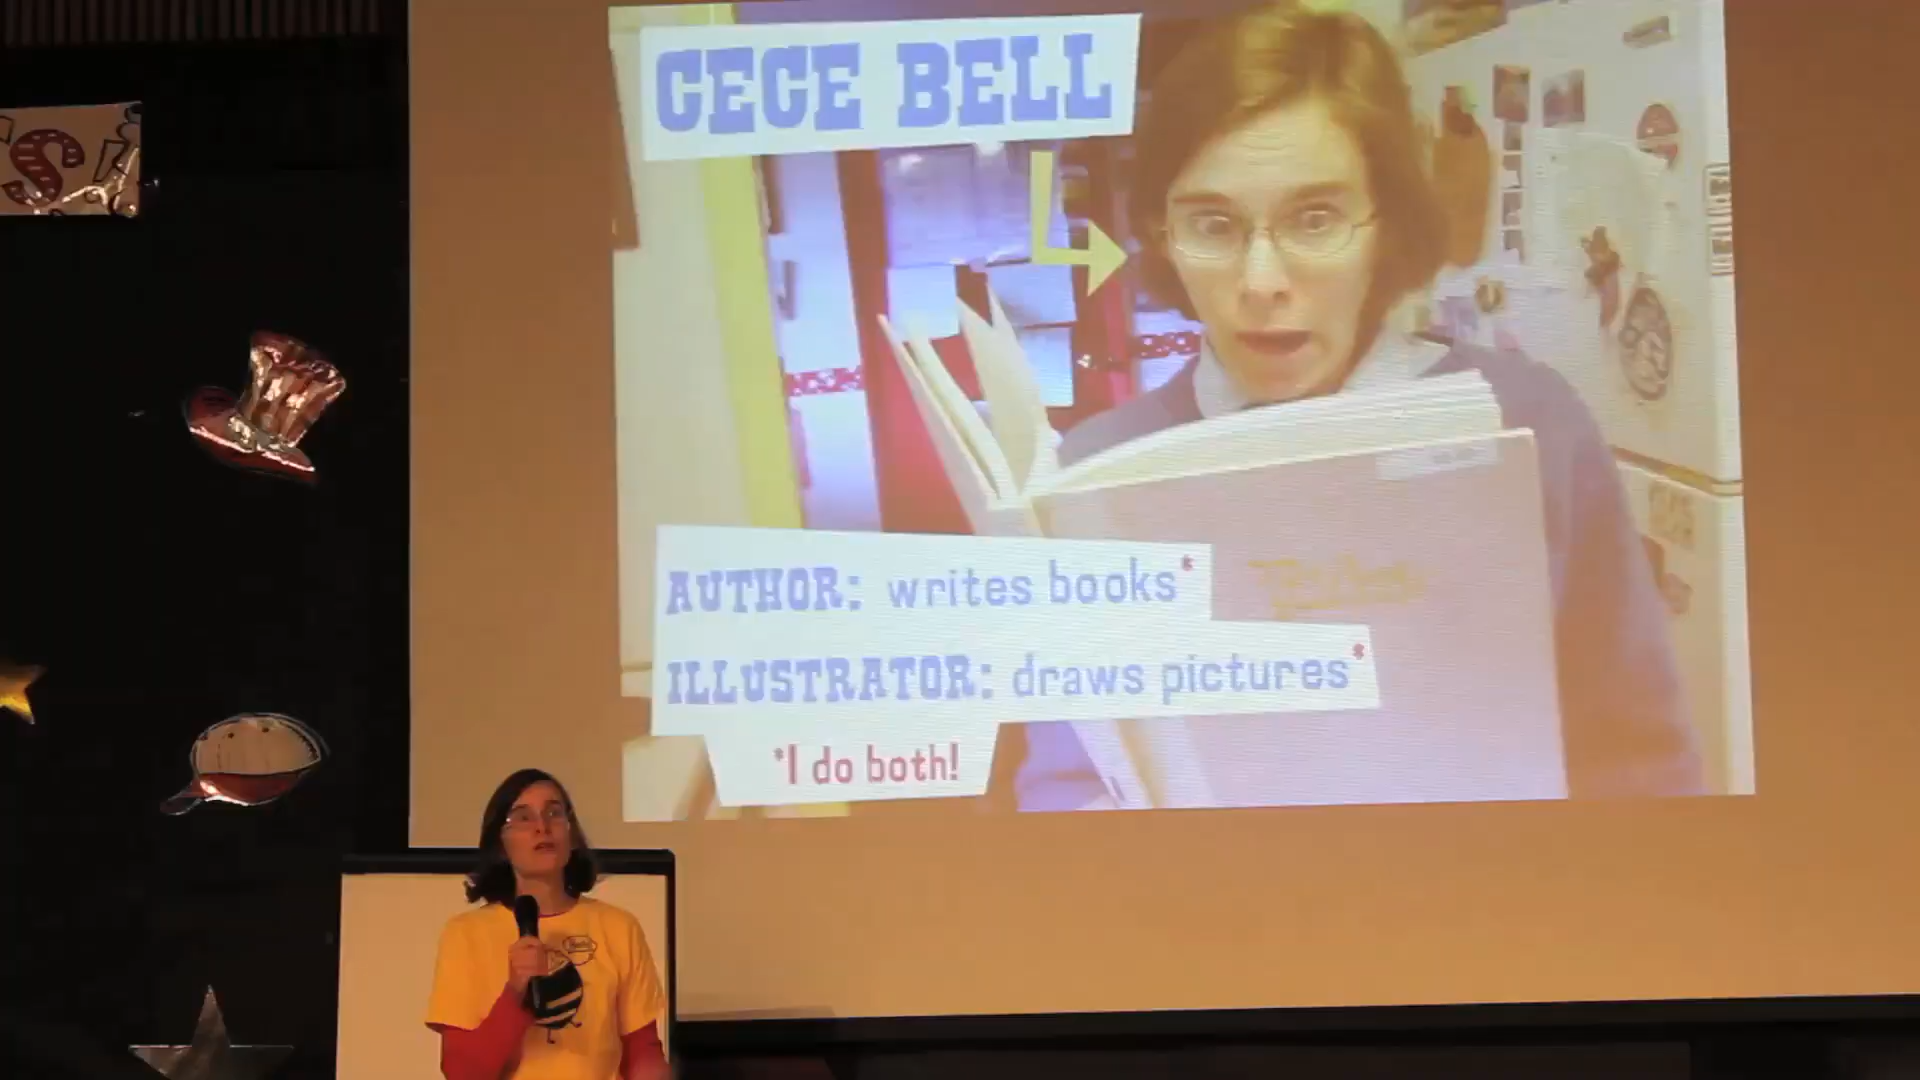 CECE BELL
AUTHOR: writes books*
ILLUSTRATOR: draws pictures*
*I do both!
S